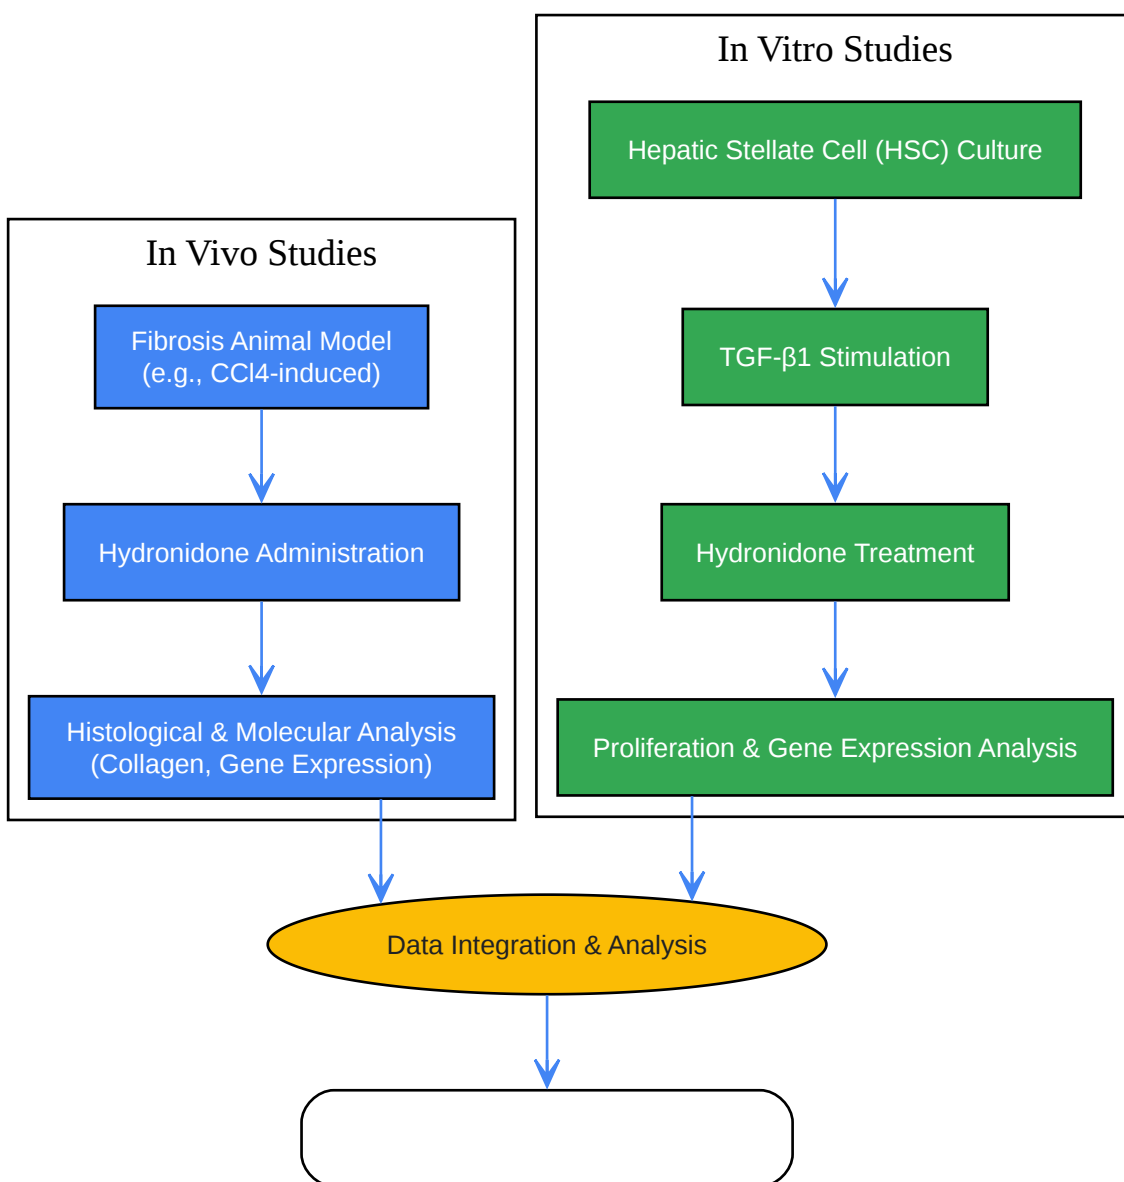 In Vitro Studies
Hepatic Stellate Cell (HSC) Culture
TGF-β1 Stimulation
Hydronidone Treatment
Proliferation & Gene Expression Analysis
In Vivo Studies
Fibrosis Animal Model
(e.g., CCl4-induced)
Hydronidone Administration
Histological & Molecular Analysis
(Collagen, Gene Expression)
Data Integration & Analysis